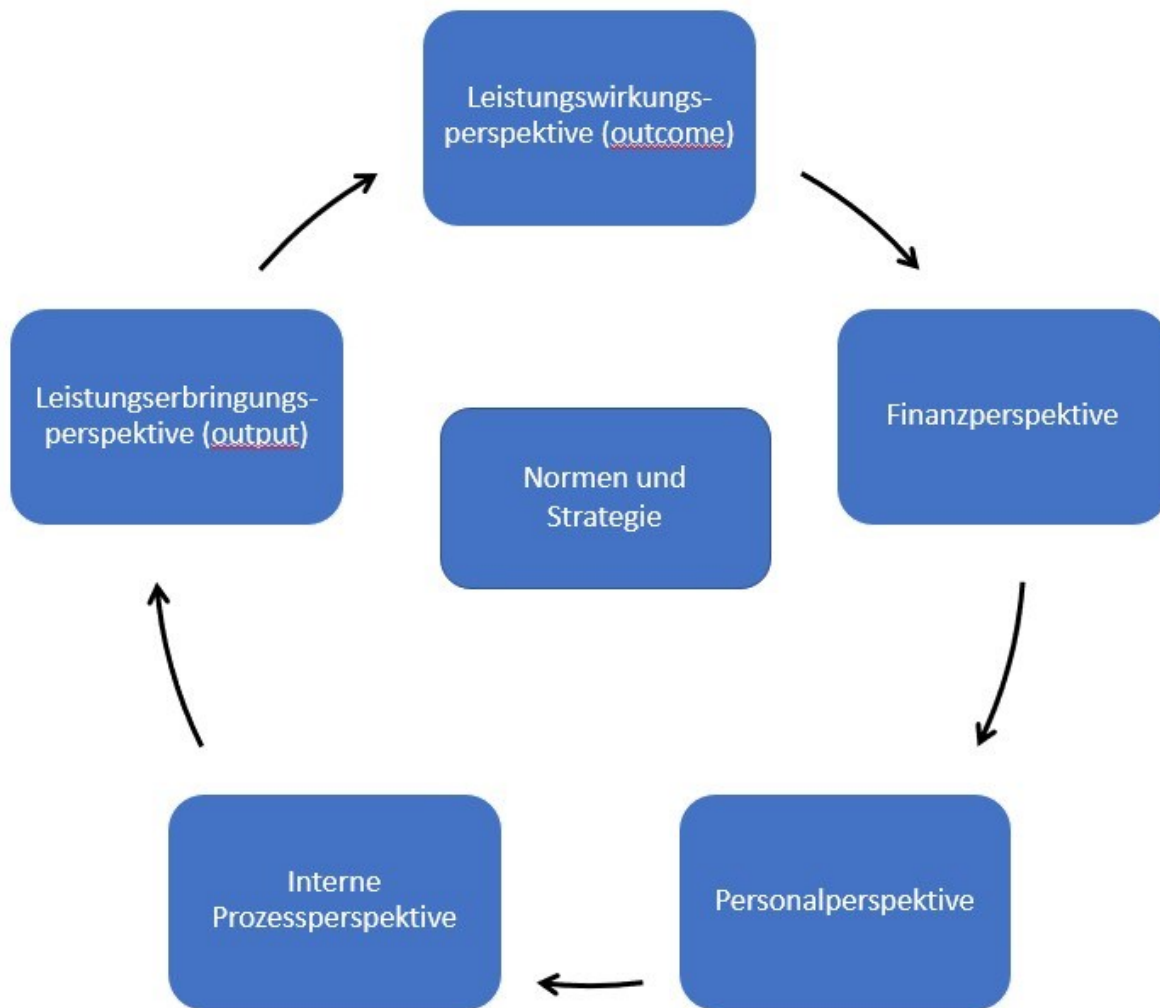 Leistungswirkungs-
perspektive (outcome)
Leistungserbringungs-
perspektive (output)
Finanzperspektive
Normen und
Strategie
Interne
Prozessperspektive
Personalperspektive